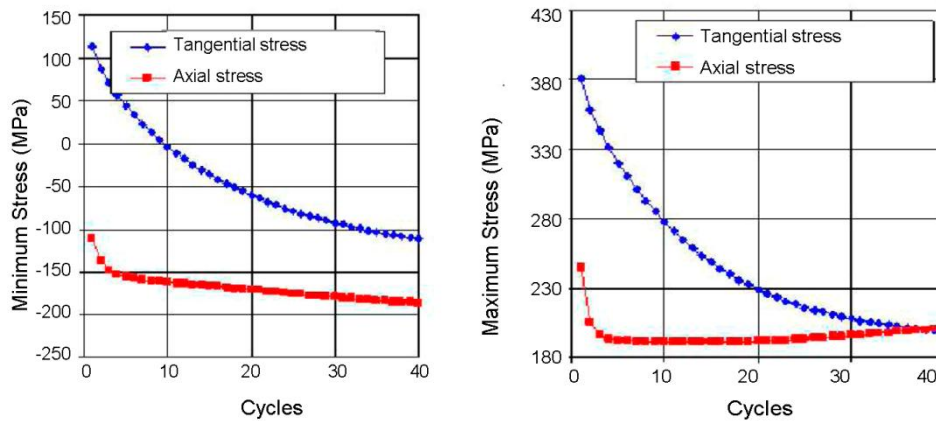 Minimum Stress (MPa)
150
100
50
0
-50
-100
-150
-200
-250
Tangential stress
Axial stress
0 10 20 30 40
Cycles
Maximum Stress (MPa)
430
380
330
280
230
180
Tangential stress
Axial stress
0 10 20 30 40
Cycles